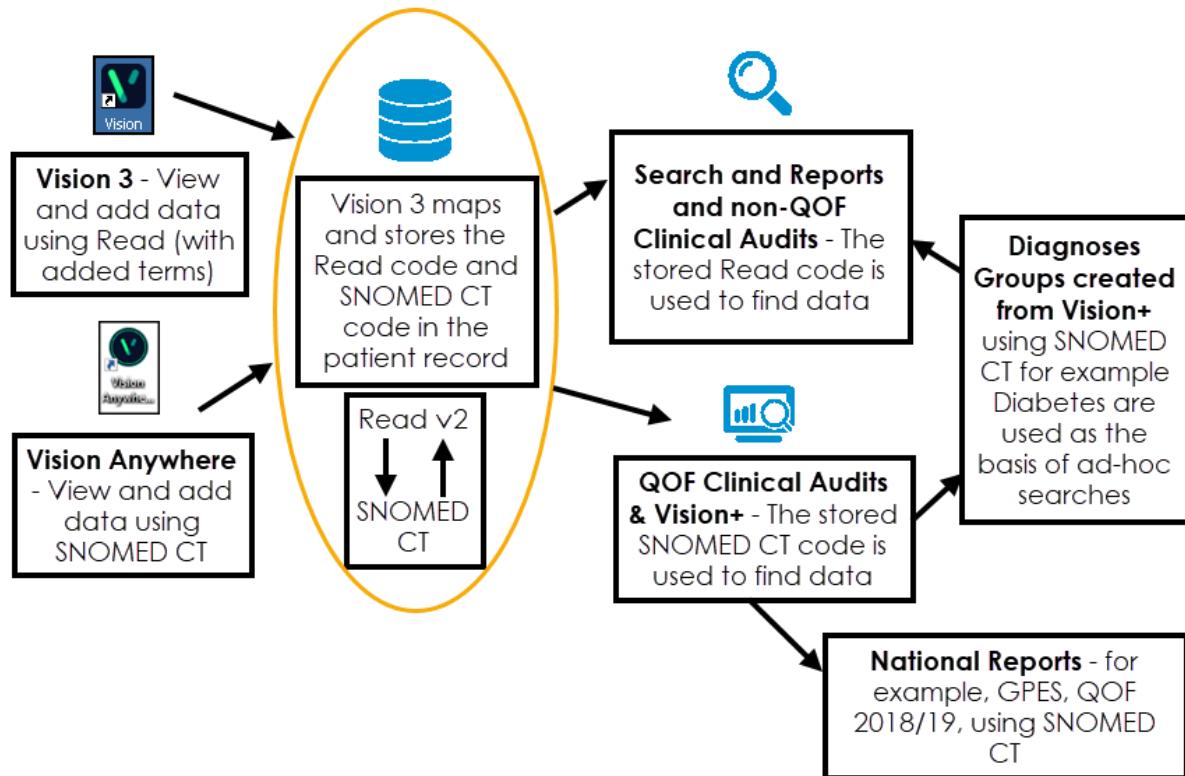 Vision
Vision 3 - View
and add data
using Read (with
added terms)
Vision
Anywhe...
Vision Anywhere
- View and add
data using
SNOMED CT
Vision 3 maps
and stores the
Read code and
SNOMED CT
code in the
patient record
Read v2
SNOMED
CT
Search and Reports
and non-QOF
Clinical Audits - The
stored Read code is
used to find data
QOF Clinical Audits
& Vision+ - The stored
SNOMED CT code is
used to find data
Diagnoses
Groups created
from Vision+
using SNOMED
CT for example
Diabetes are
used as the
basis of ad-hoc
searches
National Reports - for
example, GPES, QOF
2018/19, using SNOMED
CT